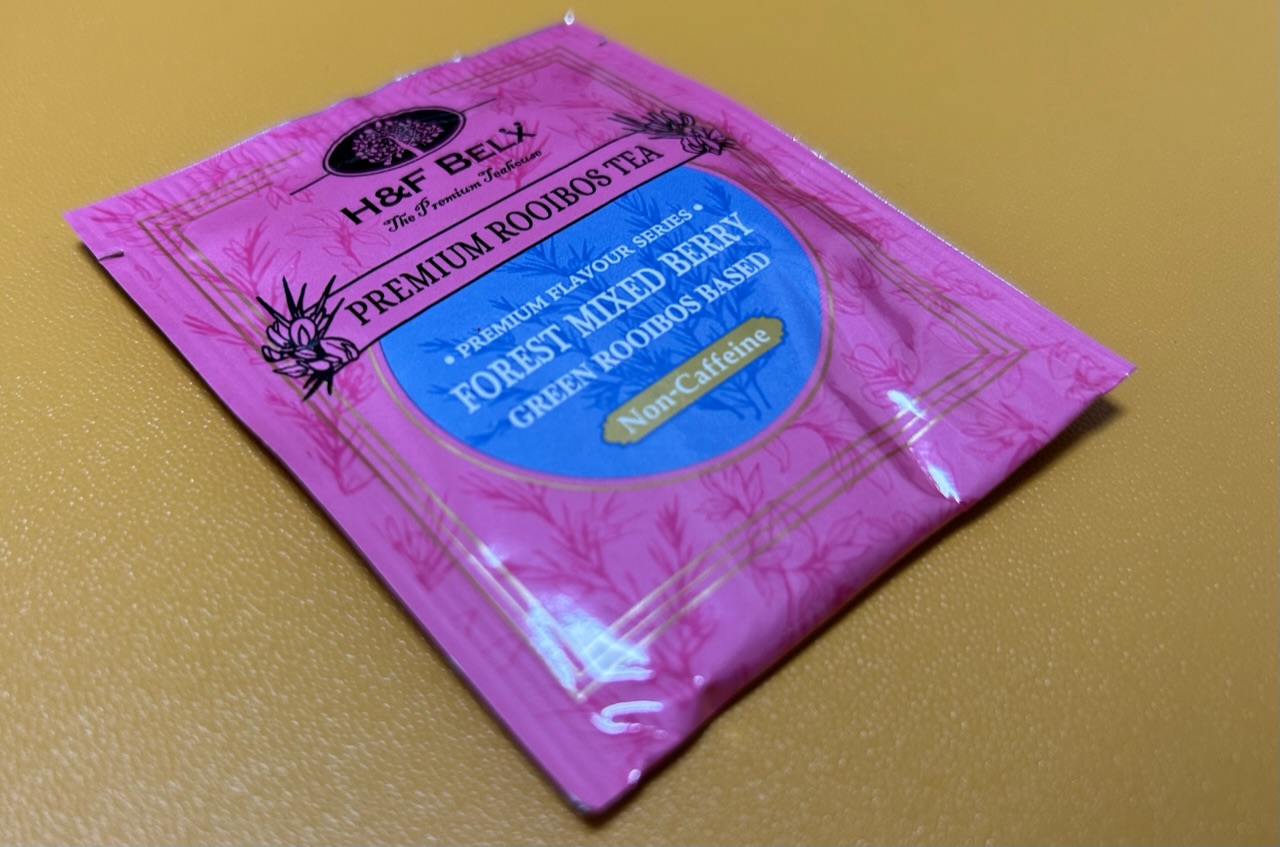 H&F BELX
The Premium Teahouse
PREMIUM ROOIBOS TEA
• PREMIUM FLAVOUR SERIES •
FOREST MIXED BERRY
GREEN ROOIBOS BASED
Non-Caffeine